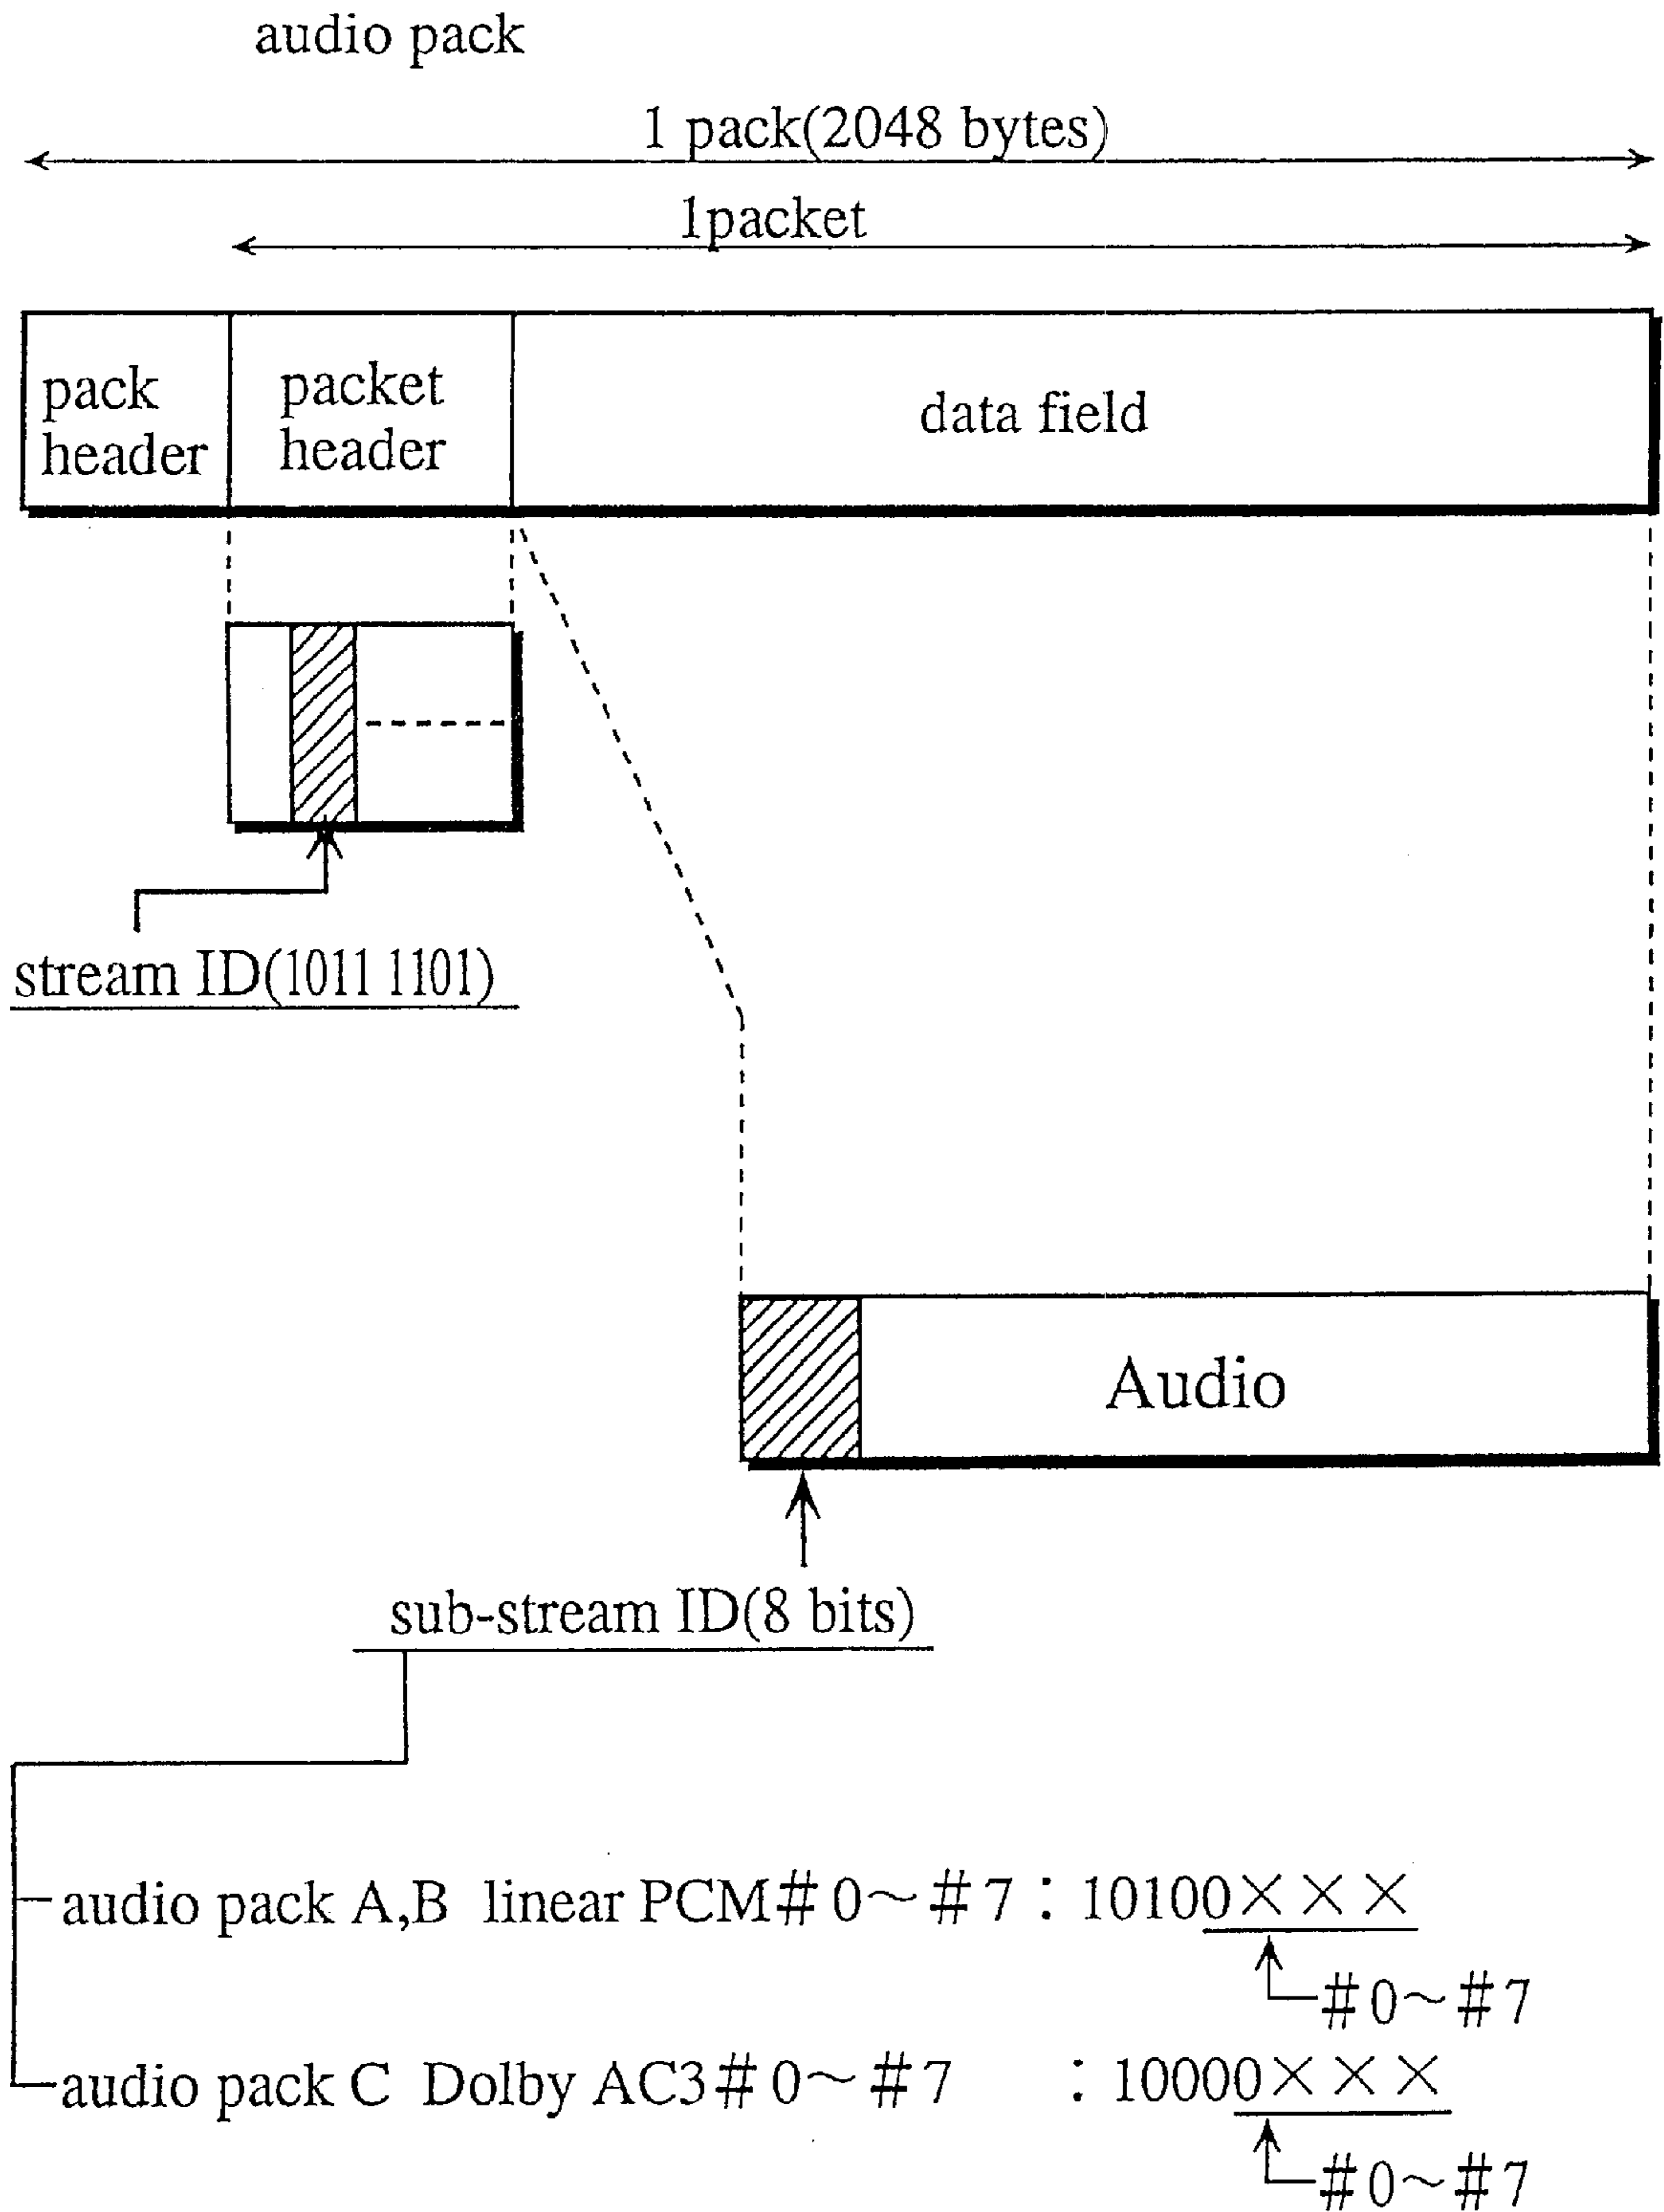 audio pack
1 pack(2048 bytes)
1packet
pack
header
packet
header
data field
stream ID(1011 1101)
Audio
sub-stream ID(8 bits)
audio pack A,B linear PCM#0~#7:10100×××
#0~#7
audio pack C Dolby AC3#0~#7 :10000×××
#0~#7